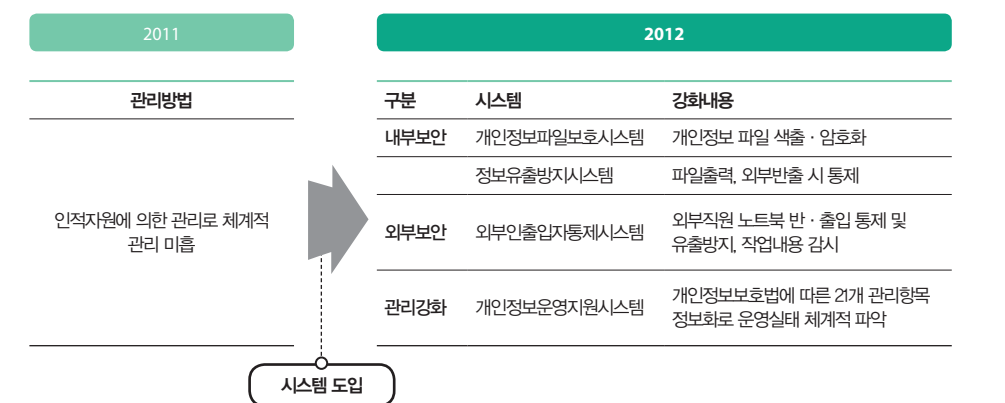 2011
2012
관리방법
구분 시스템 강화내용
내부보안 개인정보파일보호시스템 개인정보 파일 색출 · 암호화
정보유출방지시스템 파일출력, 외부반출 시 통제
인적자원에 의한 관리로 체계적
관리 미흡
외부보안 외부인출입자통제시스템 외부직원 노트북 반 · 출입 통제 및
유출방지, 작업내용 감시
관리강화 개인정보운영지원시스템 개인정보보호법에 따른 21개 관리항목
정보화로 운영실태 체계적 파악
시스템 도입